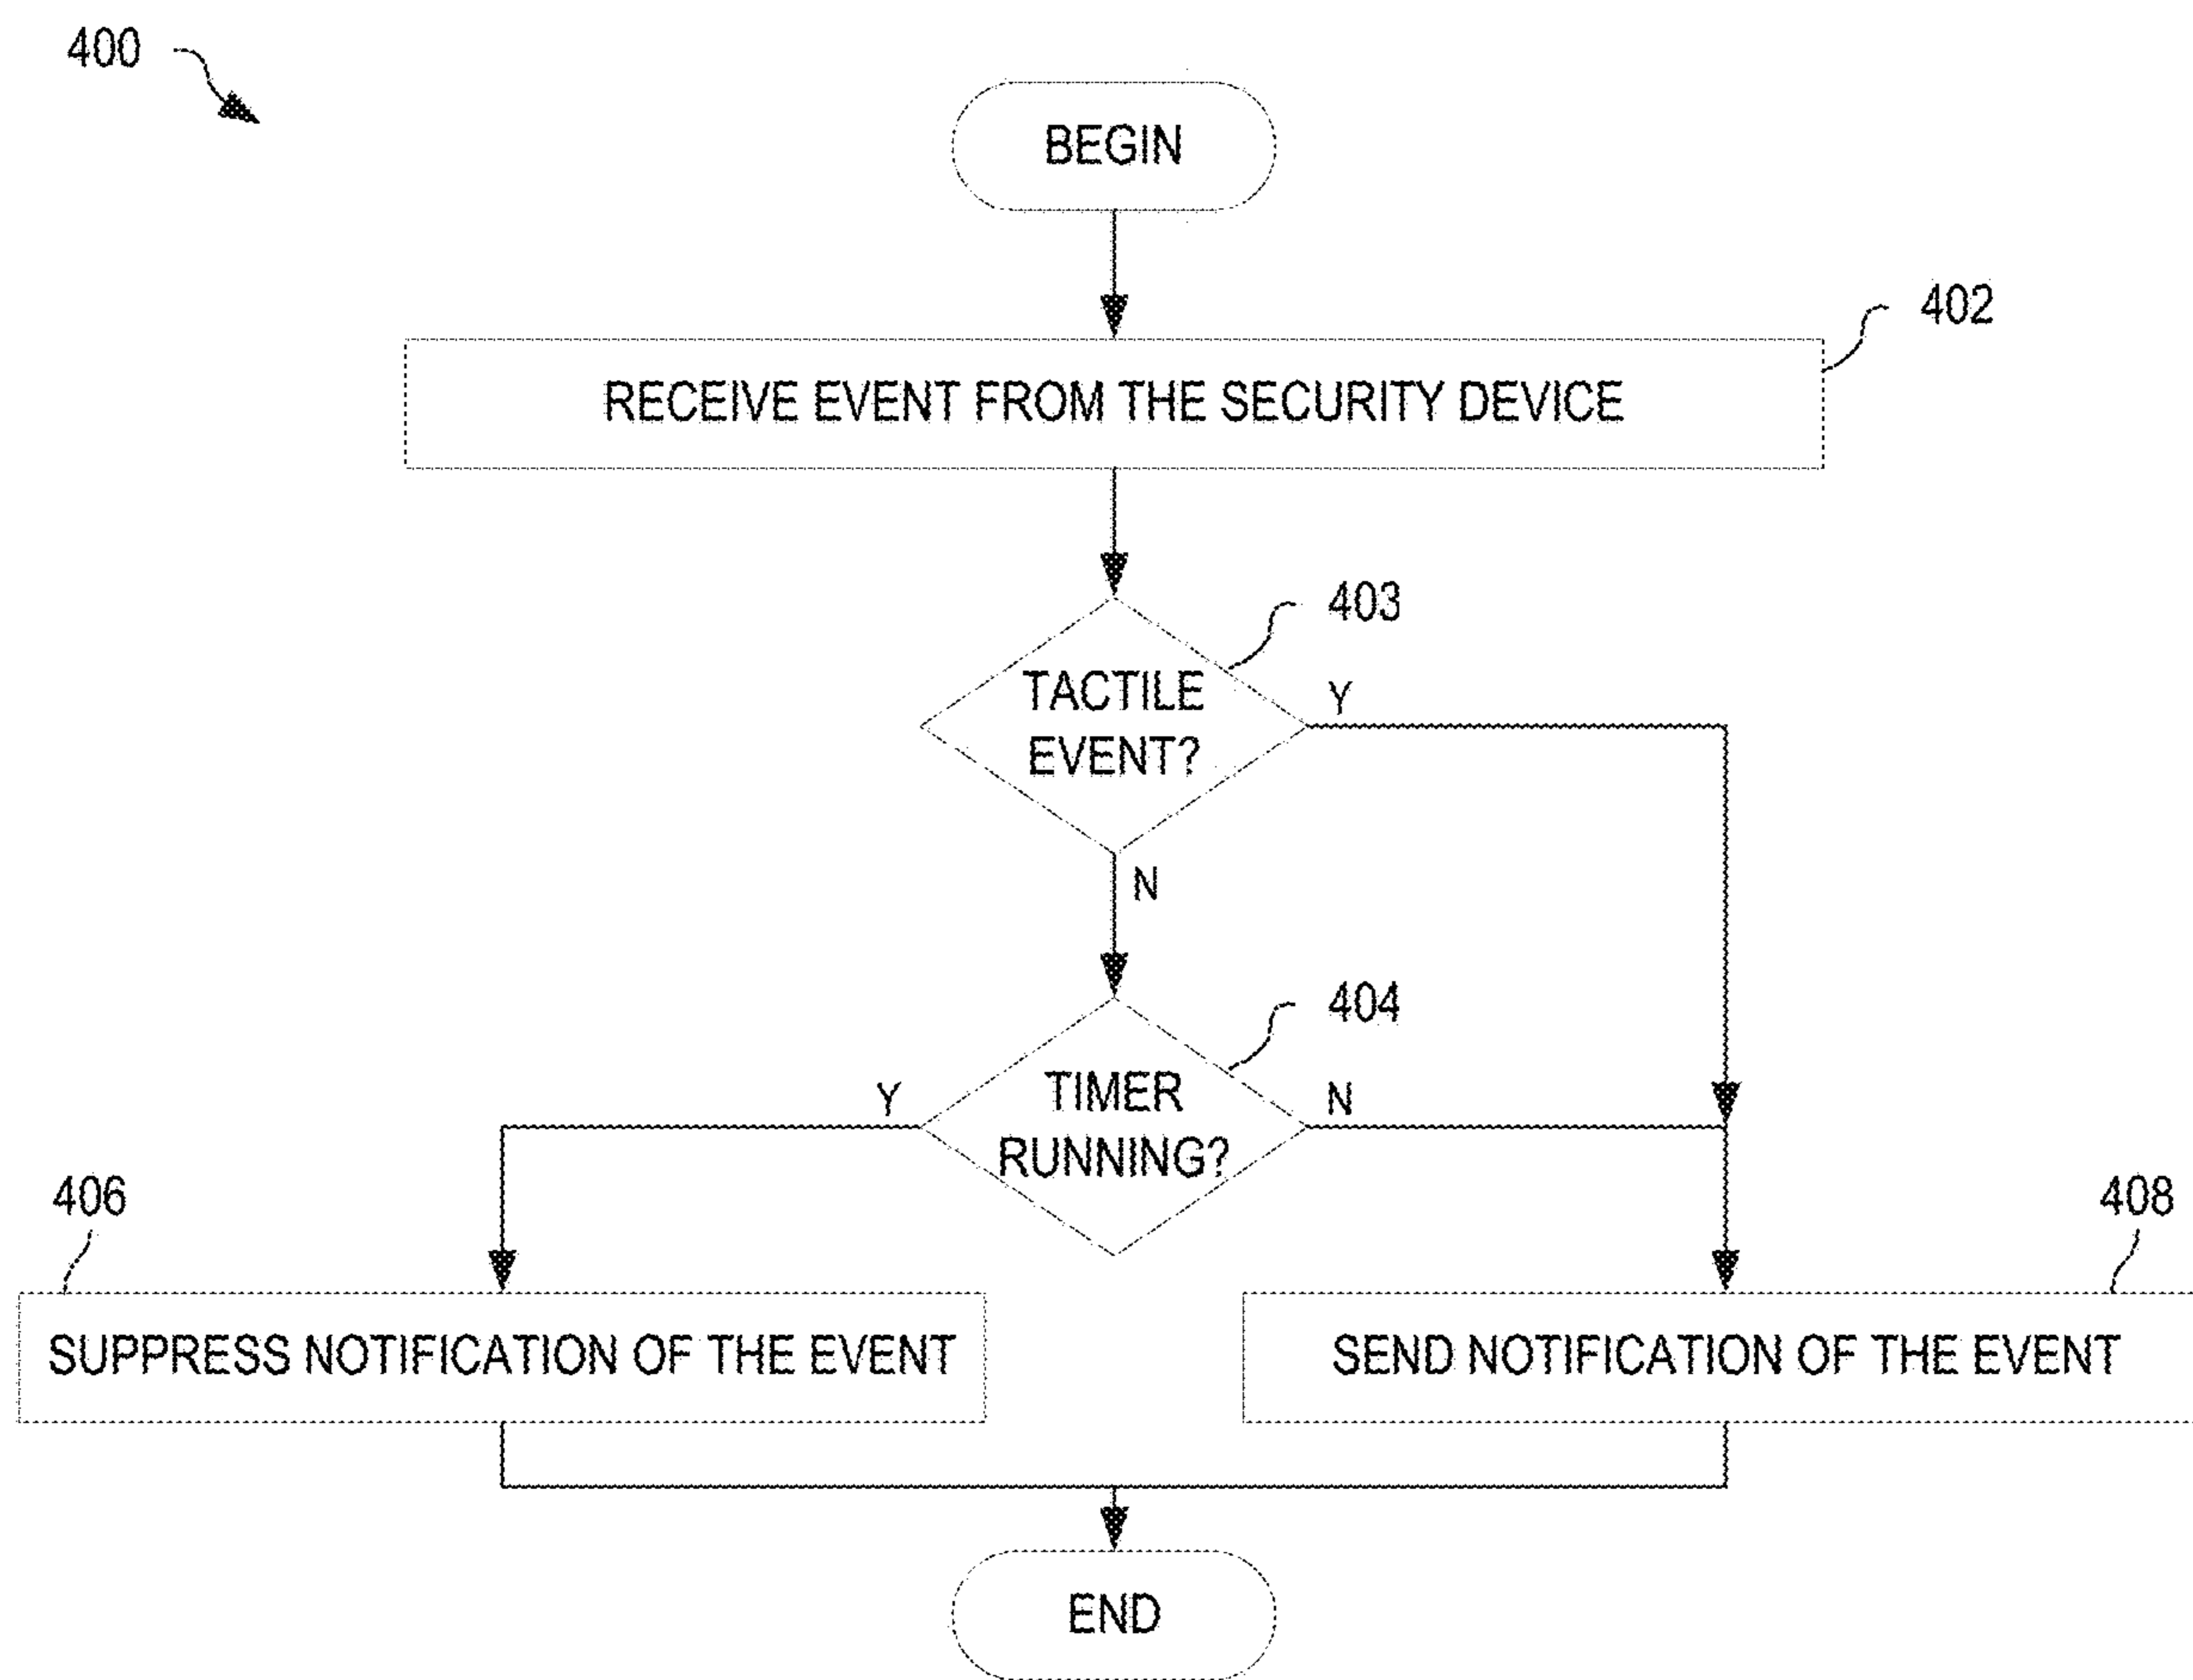 400
BEGIN
402
RECEIVE EVENT FROM THE SECURITY DEVICE
403
TACTILE
EVENT?
Y
N
404
TIMER
RUNNING?
Y
N
406
408
SUPPRESS NOTIFICATION OF THE EVENT
SEND NOTIFICATION OF THE EVENT
END